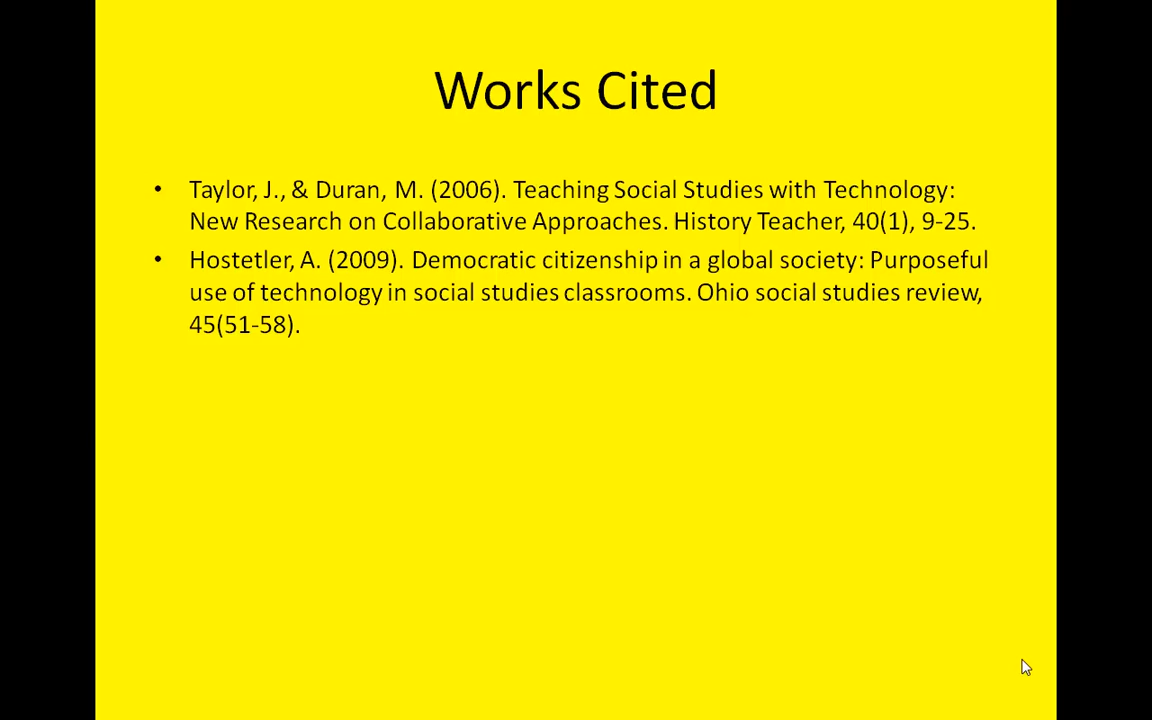 Works Cited
• Taylor, J., & Duran, M. (2006). Teaching Social Studies with Technology:
New Research on Collaborative Approaches. History Teacher, 40(1), 9-25.
• Hostetler, A. (2009). Democratic citizenship in a global society: Purposeful
use of technology in social studies classrooms. Ohio social studies review,
45(51-58).